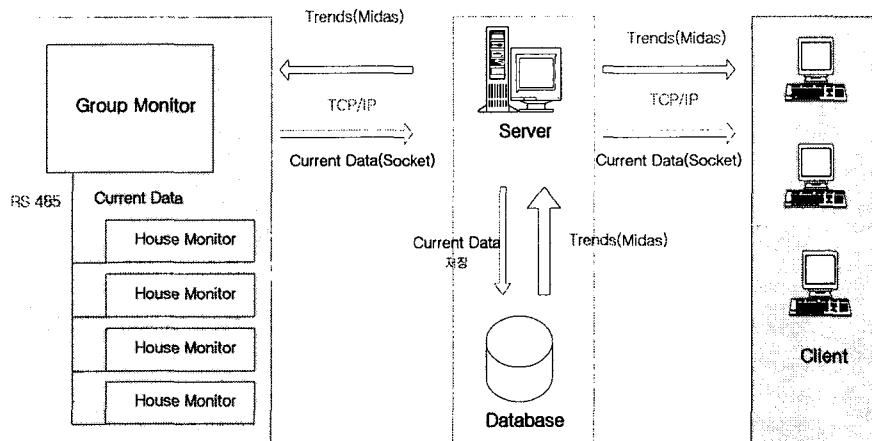 Trends(Midas)
Group Monitor
TCP/IP
Current Data(Socket)
RS 485
Current Data
House Monitor
House Monitor
House Monitor
House Monitor
Server
Current Data
저장
Trends(Midas)
Database
Trends(Midas)
TCP/IP
Current Data(Socket)
Client